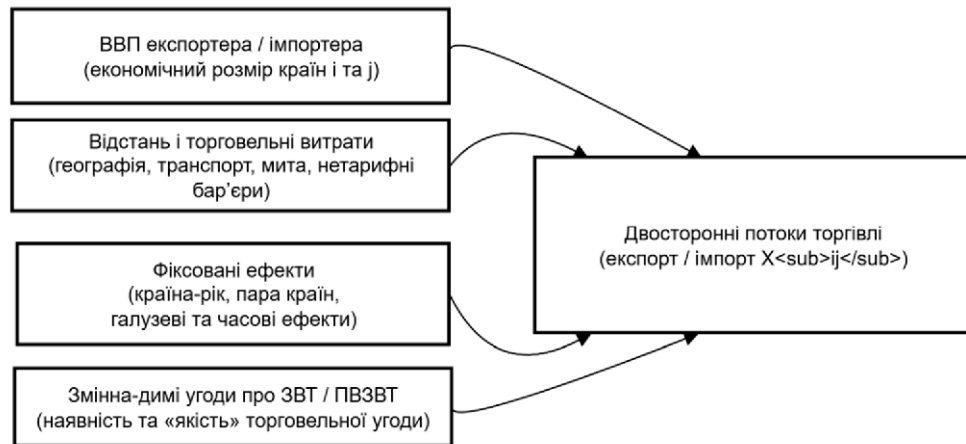 ВВП експортера / імпортера
(економічний розмір країн і та j)
Відстань і торговельні витрати
(географія, транспорт, мита, нетарифні
бар’єри)
Фіксовані ефекти
(країна-рік, пара країн,
галузеві та часові ефекти)
Змінна-димі угоди про ЗВТ / ПВЗВТ
(наявність та «якість» торговельної угоди)
Двосторонні потоки торгівлі
(експорт / імпорт X<sub>ij</sub>)